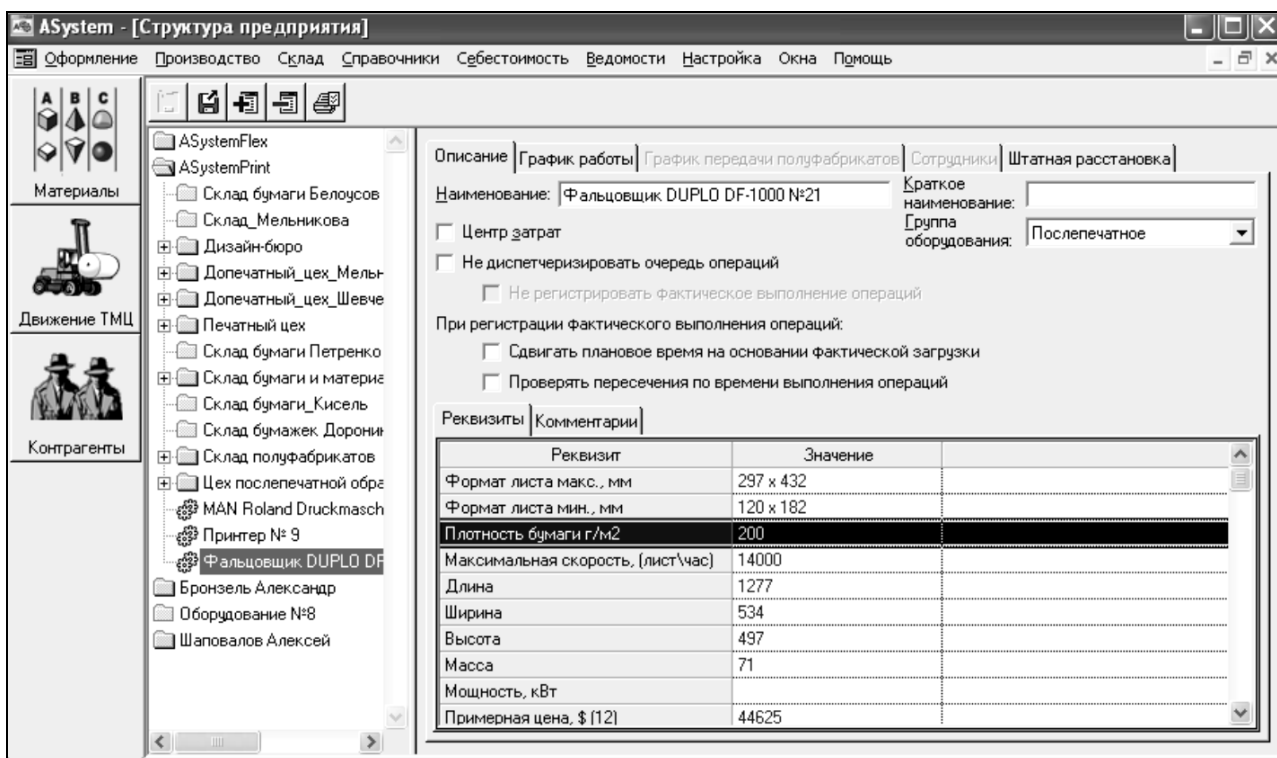 ASystem - [Структура предприятия]
Оформление Производство Склад Справочники Себестоимость Ведомости Настройка Окна Помощь
A B C
Материалы
Движение ТМЦ
Контрагенты
ASystemFlex
ASystemPrint
Склад бумаги Белоусов
Склад_Мельникова
Дизайн-бюро
Допечатный_цех_Мельн
Допечатный_цех_Шевче
Печатный цех
Склад бумаги Петренко
Склад бумаги и материа
Склад бумаги_Кисель
Склад бумажек Доронин
Склад полуфабрикатов
Цех послепечатной обра
MAN Roland Druckmasch
Принтер № 9
Фальцовщик DUPLO DF
Бронзель Александр
Оборудование №8
Шаповалов Алексей
Описание График работы График передачи полуфабрикатов Сотрудники Штатная расстановка
Наименование: Фальцовщик DUPLO DF-1000 №21
Краткое
наименование:
Центр затрат
Группа
оборудования: Послепечатное
Не диспетчеризировать очередь операций
Не регистрировать фактическое выполнение операций
При регистрации фактического выполнения операций:
Сдвигать плановое время на основании фактической загрузки
Проверять пересечения по времени выполнения операций
Реквизиты Комментарии
Реквизит Значение
Формат листа макс., мм 297 x 432
Формат листа мин., мм 120 x 182
Плотность бумаги г/м2 200
Максимальная скорость, (лист\час) 14000
Длина 1277
Ширина 534
Высота 497
Масса 71
Мощность, кВт
Примерная цена, $ (12) 44625